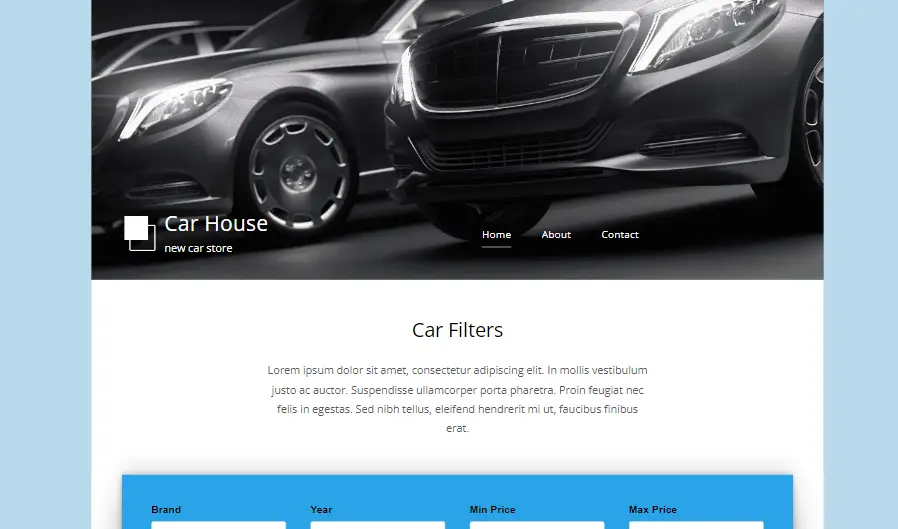 Car House
new car store
Home About Contact
Car Filters
Lorem ipsum dolor sit amet, consectetur adipiscing elit. In mollis vestibulum
justo ac auctor. Suspendisse ullamcorper porta pharetra. Proin feugiat nec
felis in egestas. Sed nibh tellus, eleifend hendrerit mi ut, faucibus finibus
erat.
Brand Year Min Price Max Price